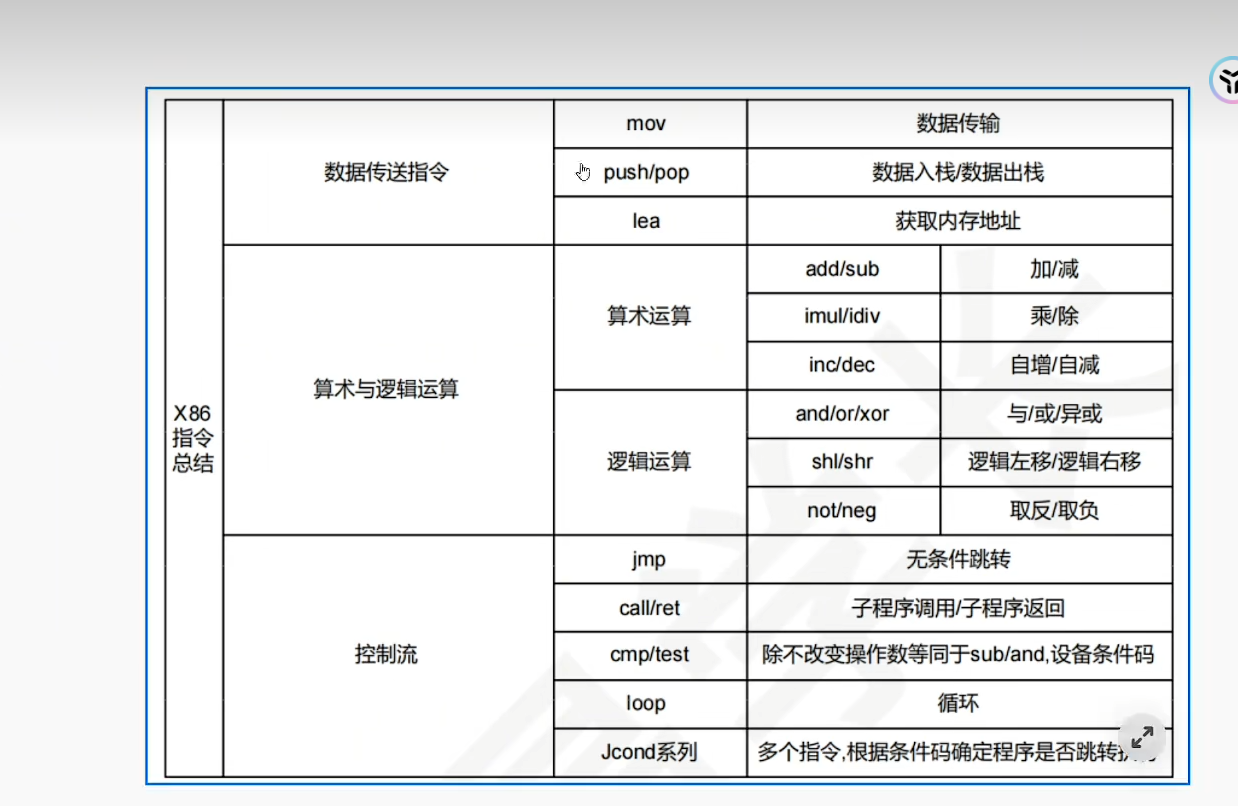 X86
指令
总结
数据传送指令
mov
数据传输
push/pop
数据入栈/数据出栈
lea
获取内存地址
算术与逻辑运算
算术运算
add/sub
加/减
imul/idiv
乘/除
inc/dec
自增/自减
逻辑运算
and/or/xor
与/或/异或
shl/shr
逻辑左移/逻辑右移
not/neg
取反/取负
控制流
jmp
无条件跳转
call/ret
子程序调用/子程序返回
cmp/test
除不改变操作数等同于sub/and,设备条件码
loop
循环
Jcond系列
多个指令,根据条件码确定程序是否跳转